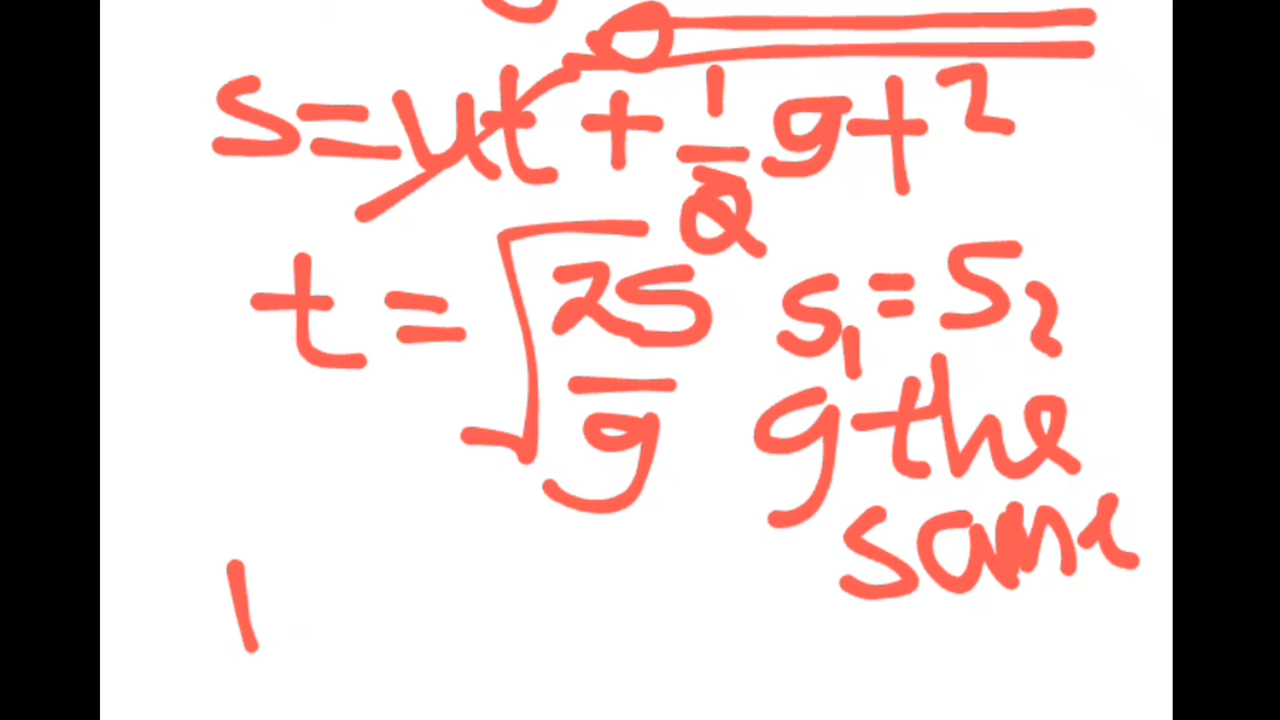 s=ut + 1/2 gt²
t = √(2s/g) s₁ = s₂
g the
same